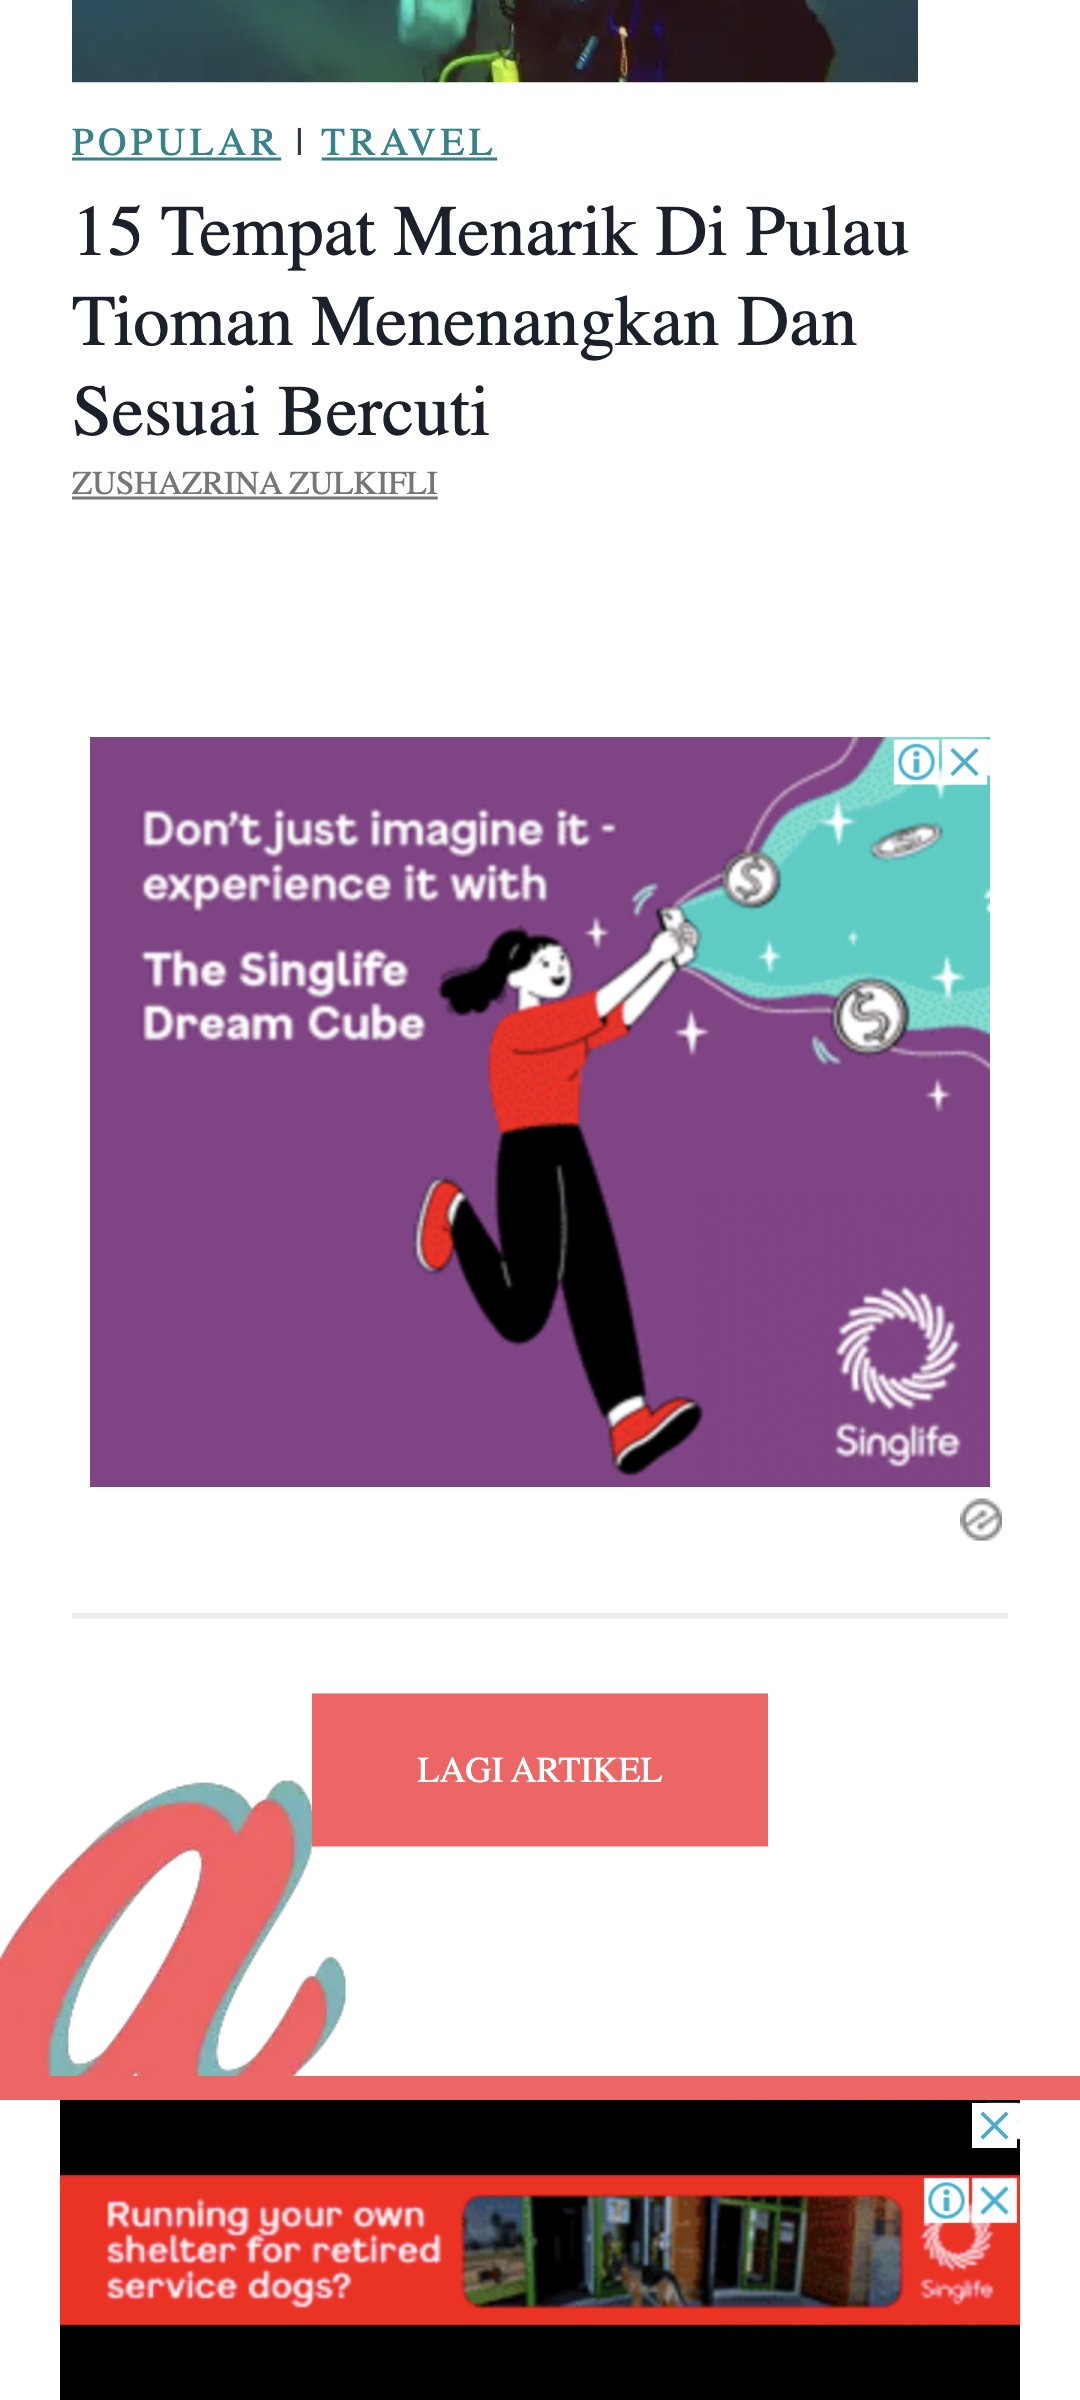 POPULAR | TRAVEL
15 Tempat Menarik Di Pulau
Tioman Menenangkan Dan
Sesuai Bercuti
ZUSHAZRINA ZULKIFLI
Don't just imagine it -
experience it with
The Singlife
Dream Cube
Singlife
LAGI ARTIKEL
a
Running your own
shelter for retired
service dogs?
Singlife